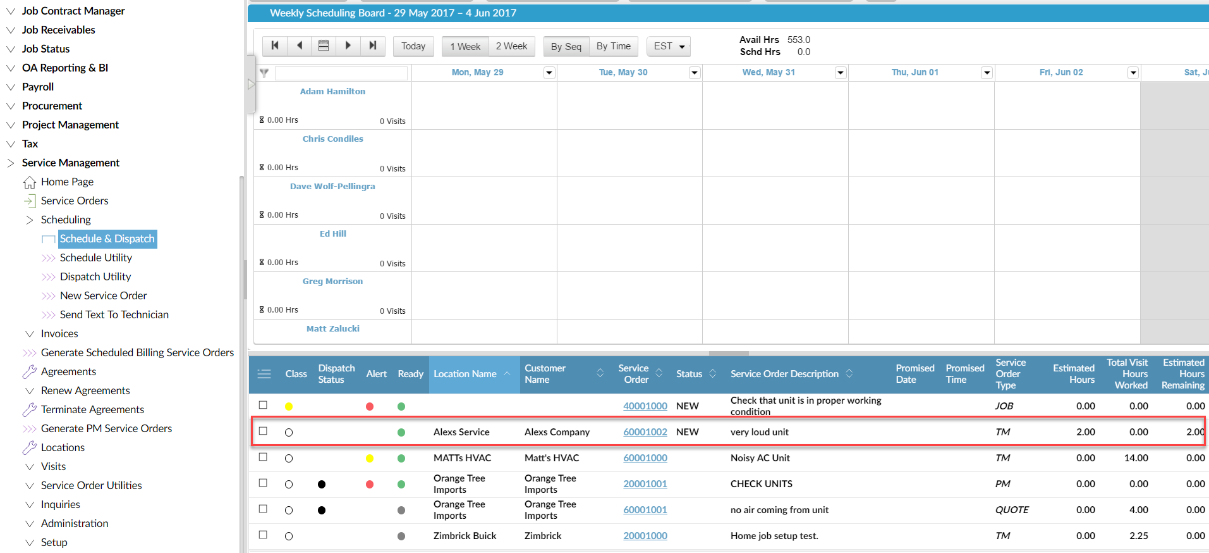 Job Contract Manager
Job Receivables
Job Status
OA Reporting & BI
Payroll
Procurement
Project Management
Tax
Service Management
Home Page
Service Orders
Scheduling
Schedule & Dispatch
Schedule Utility
Dispatch Utility
New Service Order
Send Text To Technician
Invoices
Generate Scheduled Billing Service Orders
Agreements
Renew Agreements
Terminate Agreements
Generate PM Service Orders
Locations
Visits
Service Order Utilities
Inquiries
Administration
Setup
Weekly Scheduling Board - 29 May 2017 – 4 Jun 2017
Today 1 Week 2 Week By Seq By Time EST Avail Hrs 553.0
Schd Hrs 0.0
Mon, May 29 Tue, May 30 Wed, May 31 Thu, Jun 01 Fri, Jun 02 Sat,
Adam Hamilton
0.00 Hrs 0 Visits
Chris Condiles
0.00 Hrs 0 Visits
Dave Wolf-Pellingra
0.00 Hrs 0 Visits
Ed Hill
0.00 Hrs 0 Visits
Greg Morrison
0.00 Hrs 0 Visits
Matt Zalucki
Class Dispatch Status Alert Ready Location Name Customer Name Service Order Status Service Order Description Promised Date Promised Time Service Order Type Estimated Hours Total Visit Hours Worked Estimated Hours Remaining
40001000 NEW Check that unit is in proper working condition JOB 0.00 0.00 0.00
Alexs Service Alexs Company 60001002 NEW very loud unit TM 2.00 0.00 2.00
MATTs HVAC Matt's HVAC 60001000 Noisy AC Unit TM 0.00 14.00 0.00
Orange Tree Imports Orange Tree Imports 20001001 CHECK UNITS PM 0.00 0.00 0.00
Orange Tree Imports Orange Tree Imports 60001001 no air coming from unit QUOTE 0.00 4.00 0.00
Zimbrick Buick Zimbrick 20001000 Home job setup test. TM 0.00 2.25 0.00